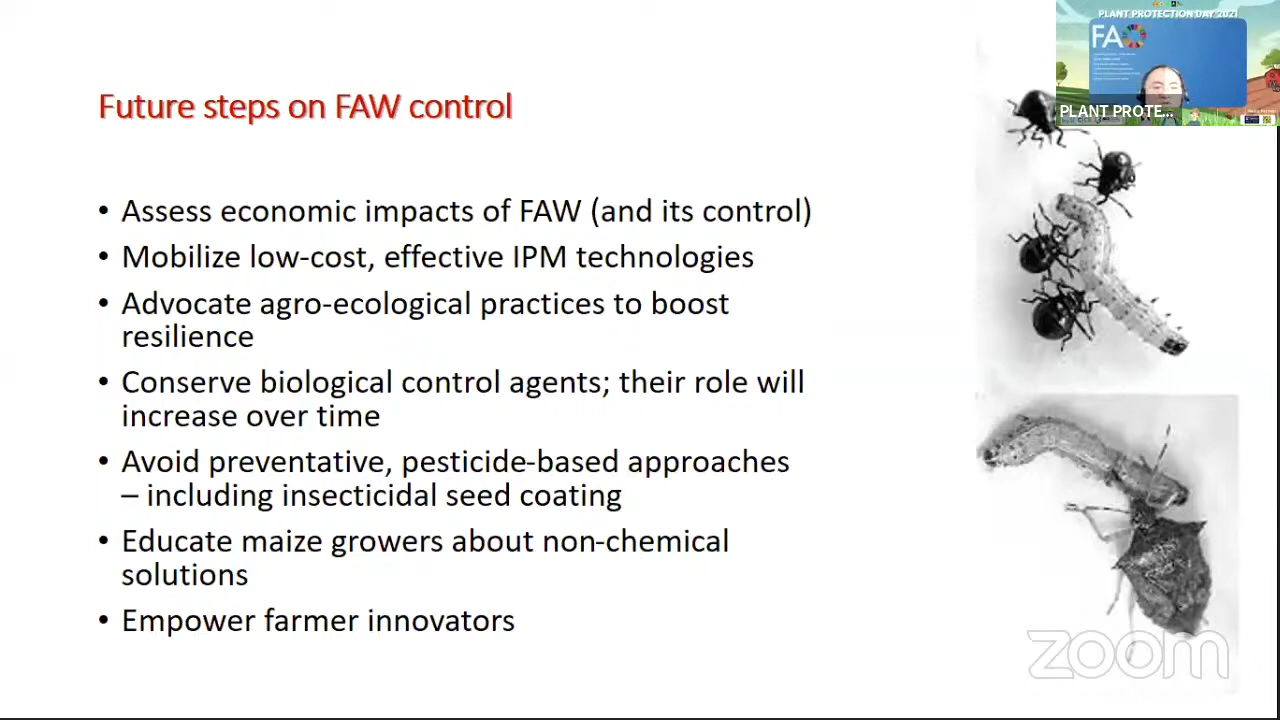 PLANT PROTECTION DAY 2021
FAO
PLANT PROTE...
Future steps on FAW control
• Assess economic impacts of FAW (and its control)
• Mobilize low-cost, effective IPM technologies
• Advocate agro-ecological practices to boost
resilience
• Conserve biological control agents; their role will
increase over time
• Avoid preventative, pesticide-based approaches
– including insecticidal seed coating
• Educate maize growers about non-chemical
solutions
• Empower farmer innovators
zoom